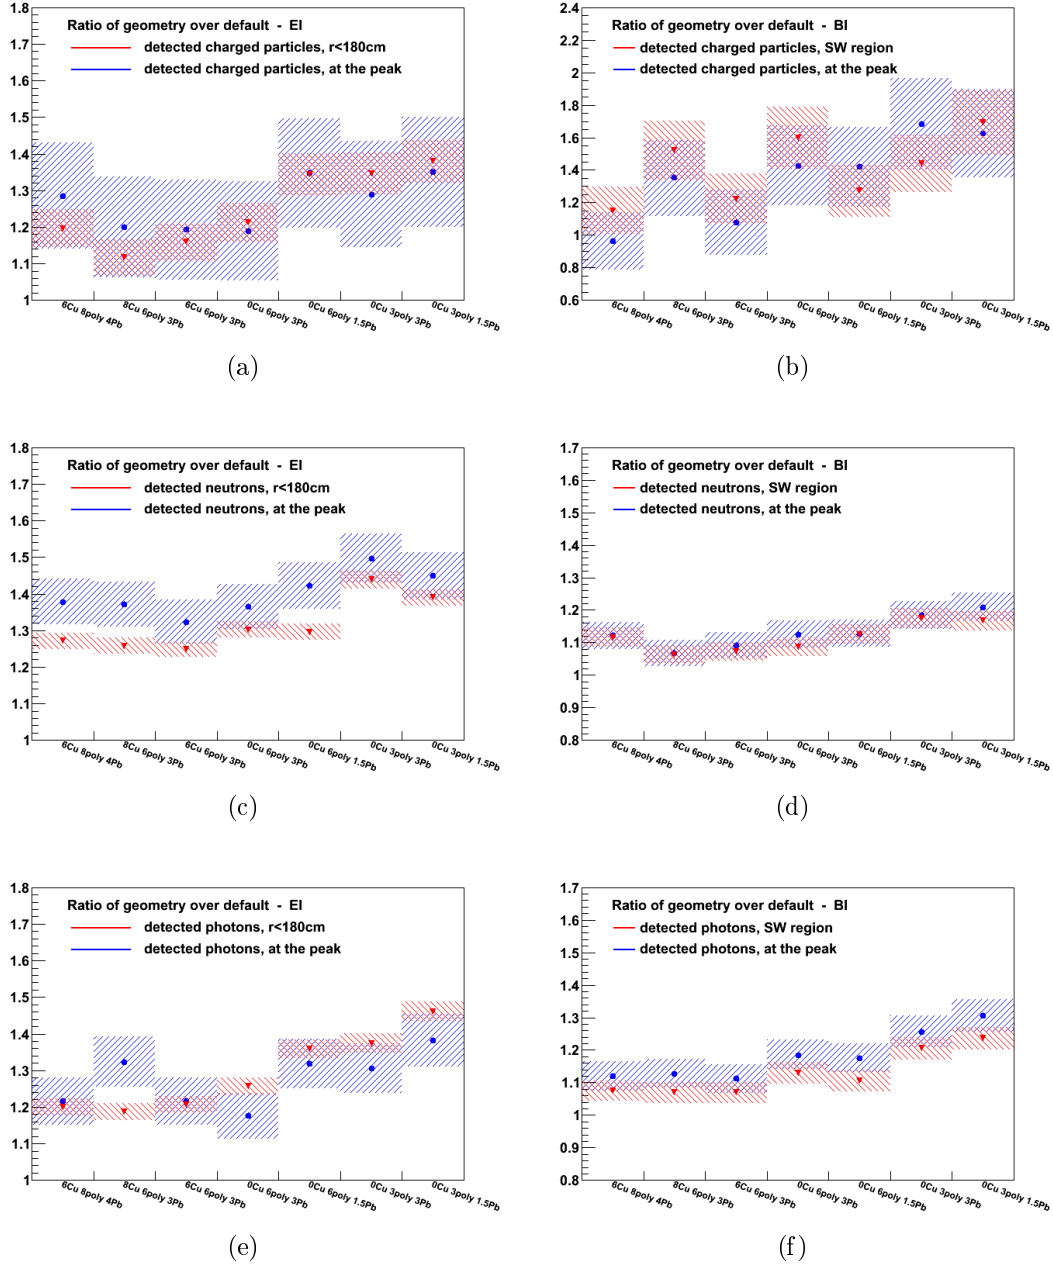 Ratio of geometry over default - EI
detected charged particles, r<180cm
detected charged particles, at the peak
1.8
1.7
1.6
1.5
1.4
1.3
1.2
1.1
1
6Cu 8poly 4Pb
8Cu 6poly 3Pb
6Cu 6poly 3Pb
0Cu 6poly 3Pb
0Cu 6poly 1.5Pb
0Cu 3poly 3Pb
0Cu 3poly 1.5Pb
(a)
Ratio of geometry over default - BI
detected charged particles, SW region
detected charged particles, at the peak
2.4
2.2
2
1.8
1.6
1.4
1.2
1
0.8
0.6
6Cu 8poly 4Pb
8Cu 6poly 3Pb
6Cu 6poly 3Pb
0Cu 6poly 3Pb
0Cu 6poly 1.5Pb
0Cu 3poly 3Pb
0Cu 3poly 1.5Pb
(b)
Ratio of geometry over default - EI
detected neutrons, r<180cm
detected neutrons, at the peak
1.8
1.7
1.6
1.5
1.4
1.3
1.2
1.1
1
6Cu 8poly 4Pb
8Cu 6poly 3Pb
6Cu 6poly 3Pb
0Cu 6poly 3Pb
0Cu 6poly 1.5Pb
0Cu 3poly 3Pb
0Cu 3poly 1.5Pb
(c)
Ratio of geometry over default - BI
detected neutrons, SW region
detected neutrons, at the peak
1.7
1.6
1.5
1.4
1.3
1.2
1.1
1
0.9
0.8
6Cu 8poly 4Pb
8Cu 6poly 3Pb
6Cu 6poly 3Pb
0Cu 6poly 3Pb
0Cu 6poly 1.5Pb
0Cu 3poly 3Pb
0Cu 3poly 1.5Pb
(d)
Ratio of geometry over default - EI
detected photons, r<180cm
detected photons, at the peak
1.8
1.7
1.6
1.5
1.4
1.3
1.2
1.1
1
6Cu 8poly 4Pb
8Cu 6poly 3Pb
6Cu 6poly 3Pb
0Cu 6poly 3Pb
0Cu 6poly 1.5Pb
0Cu 3poly 3Pb
0Cu 3poly 1.5Pb
(e)
Ratio of geometry over default - BI
detected photons, SW region
detected photons, at the peak
1.7
1.6
1.5
1.4
1.3
1.2
1.1
1
0.9
0.8
6Cu 8poly 4Pb
8Cu 6poly 3Pb
6Cu 6poly 3Pb
0Cu 6poly 3Pb
0Cu 6poly 1.5Pb
0Cu 3poly 3Pb
0Cu 3poly 1.5Pb
(f)